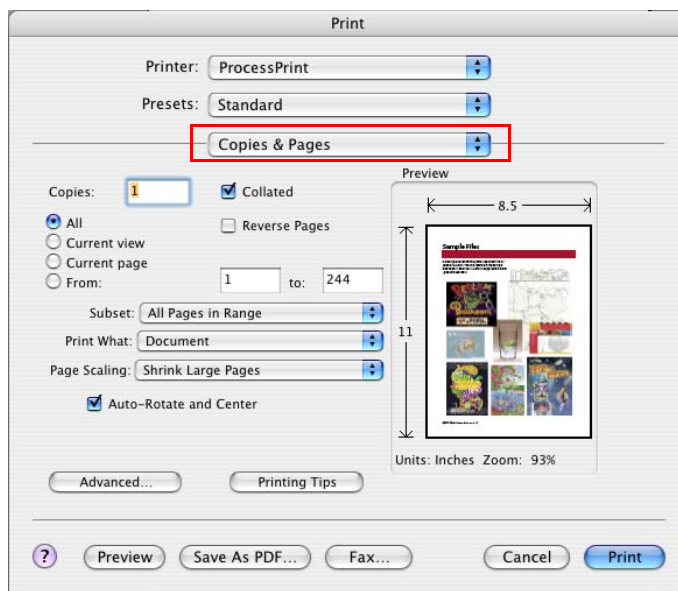 Print
Printer: ProcessPrint
Presets: Standard
Copies & Pages
Copies: 1 Collated
All Reverse Pages
Current view
Current page
From: 1 to: 244
Subset: All Pages in Range
Print What: Document
Page Scaling: Shrink Large Pages
Auto-Rotate and Center
Advanced... Printing Tips
Preview
8.5
11
Sample Files
Units: Inches Zoom: 93%
? Preview Save As PDF... Fax... Cancel Print